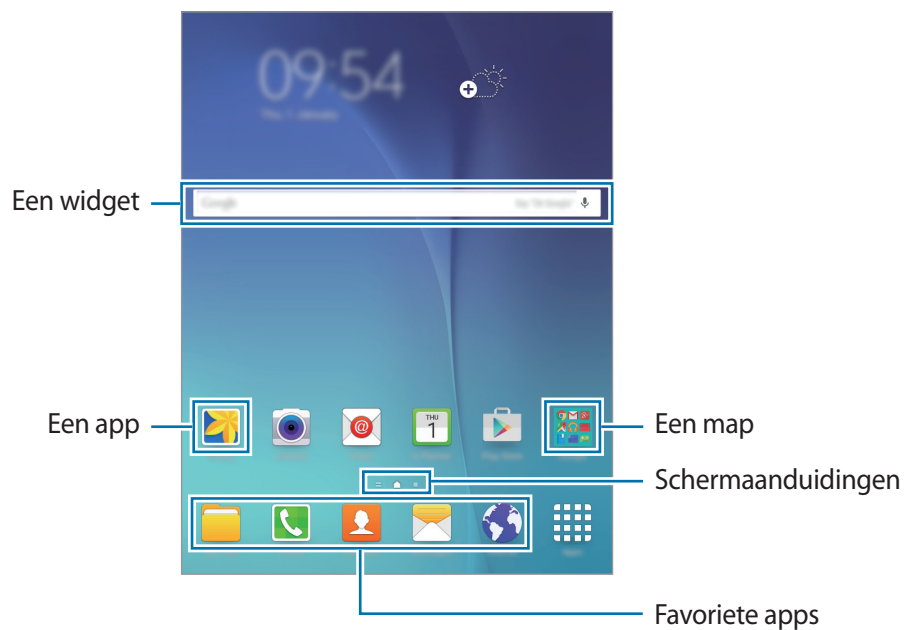 09:54
Een widget
Google
Een app
THU
1
Een map
Schermaanduidingen
Favoriete apps